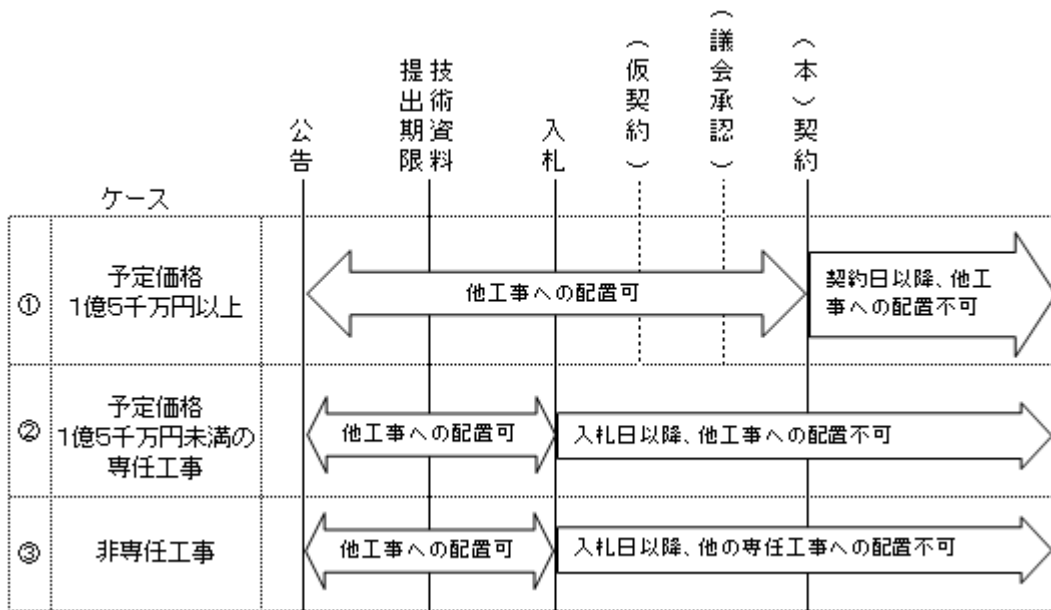 公告
技術資料
提出期限
入札
（仮契約）
（議会承認）
（本）契約
ケース
①
予定価格
1億5千万円以上
他工事への配置可
契約日以降、他工
事への配置不可
②
予定価格
1億5千万円未満の
専任工事
他工事への配置可
入札日以降、他工事への配置不可
③
非専任工事
他工事への配置可
入札日以降、他の専任工事への配置不可